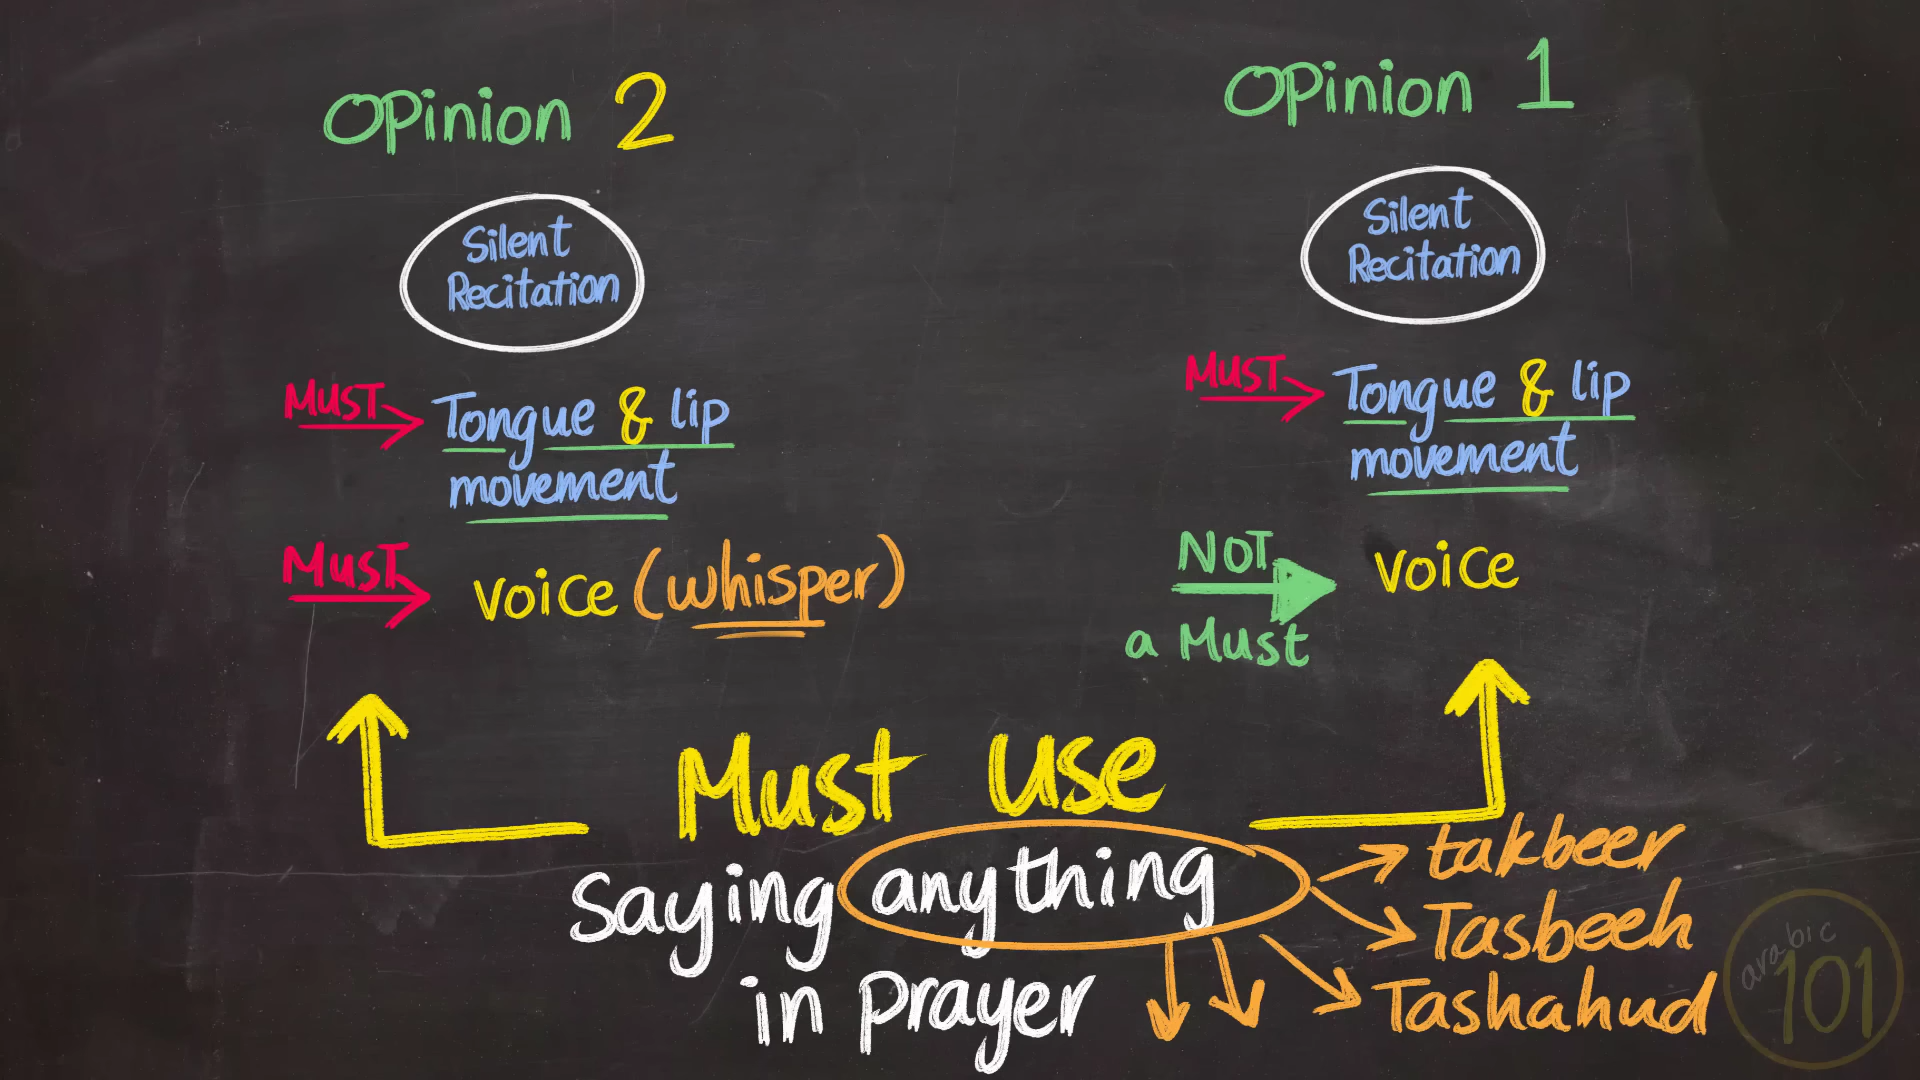 Opinion 2
Silent
Recitation
Must
Tongue & lip
movement
Must
voice (whisper)
Opinion 1
Silent
Recitation
Must
Tongue & lip
movement
NOT
a Must
voice
Must use
Saying anything
in prayer
takbeer
Tasbeeh
Tashahud
arabic
101